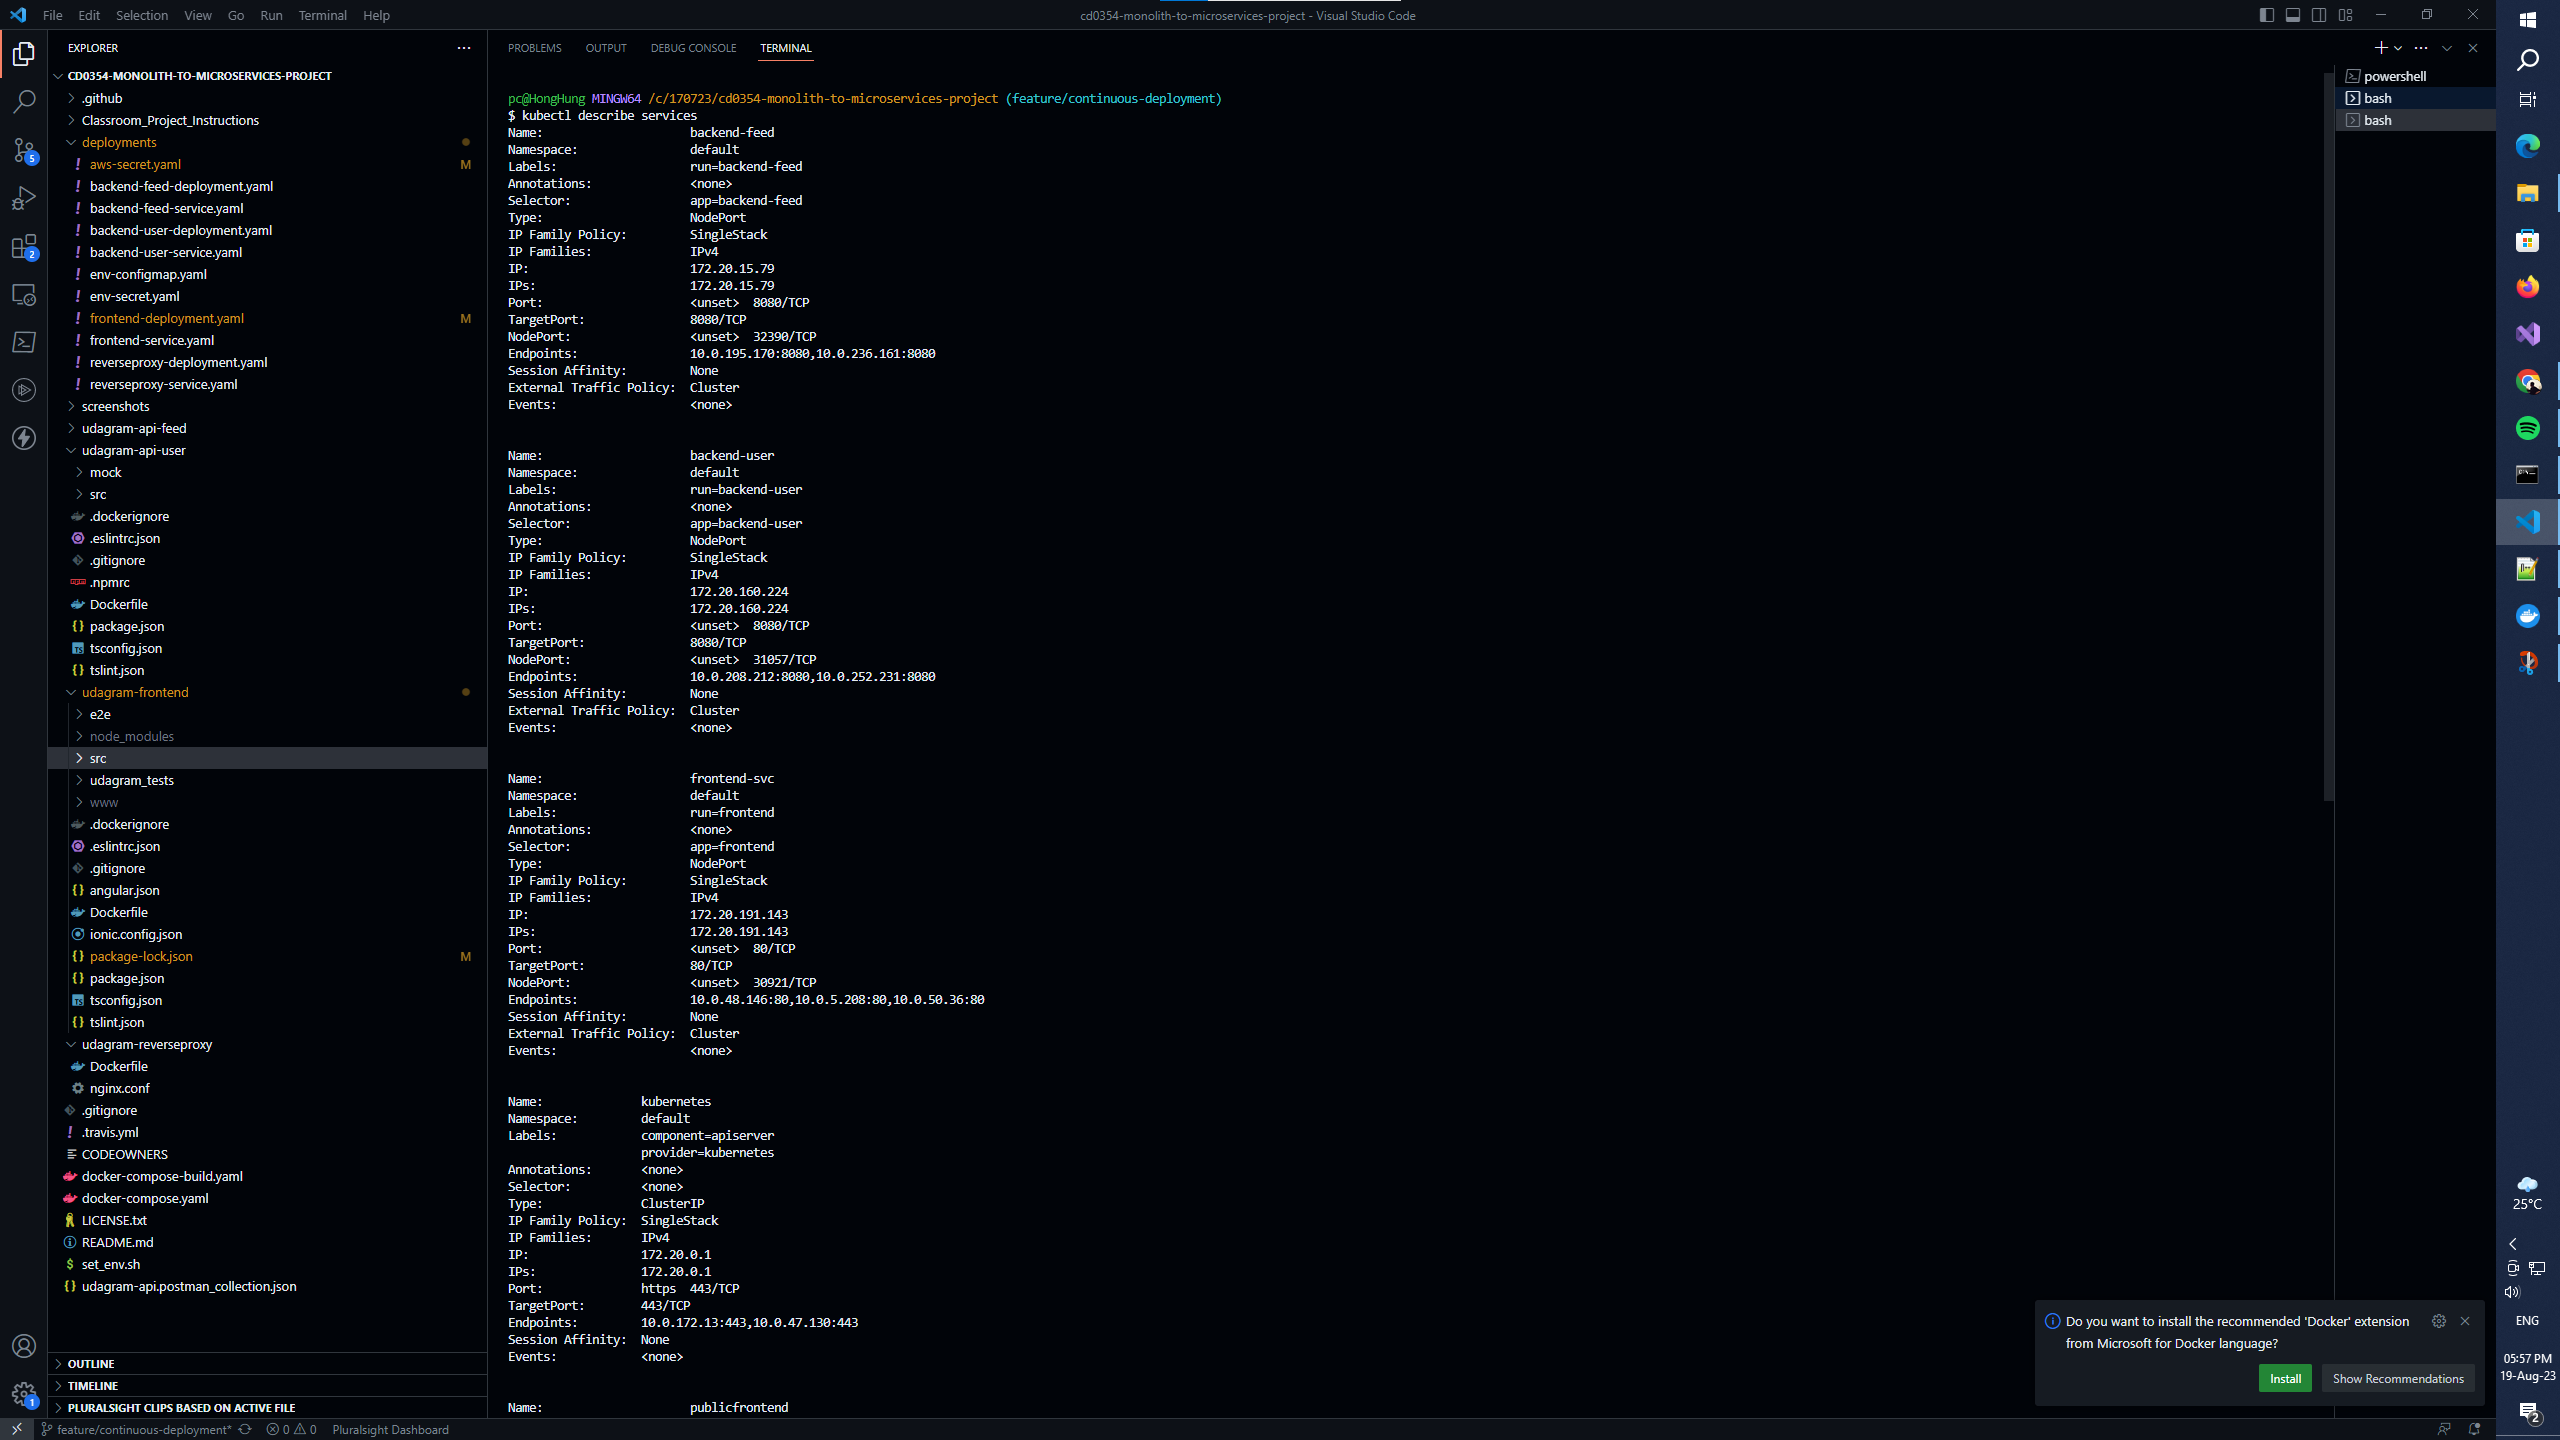 File Edit Selection View Go Run Terminal Help
cd0354-monolith-to-microservices-project - Visual Studio Code
EXPLORER
CD0354-MONOLITH-TO-MICROSERVICES-PROJECT
.github
Classroom_Project_Instructions
deployments
! aws-secret.yaml M
! backend-feed-deployment.yaml
! backend-feed-service.yaml
! backend-user-deployment.yaml
! backend-user-service.yaml
! env-configmap.yaml
! env-secret.yaml
! frontend-deployment.yaml M
! frontend-service.yaml
! reverseproxy-deployment.yaml
! reverseproxy-service.yaml
screenshots
udagram-api-feed
udagram-api-user
mock
src
.dockerignore
.eslintrc.json
.gitignore
.npmrc
Dockerfile
{} package.json
TS tsconfig.json
{} tslint.json
udagram-frontend
e2e
node_modules
src
udagram_tests
www
.dockerignore
.eslintrc.json
.gitignore
{} angular.json
Dockerfile
ionic.config.json
{} package-lock.json M
{} package.json
TS tsconfig.json
{} tslint.json
udagram-reverseproxy
Dockerfile
nginx.conf
.gitignore
! .travis.yml
CODEOWNERS
docker-compose-build.yaml
docker-compose.yaml
LICENSE.txt
README.md
$ set_env.sh
{} udagram-api.postman_collection.json
OUTLINE
TIMELINE
PLURALSIGHT CLIPS BASED ON ACTIVE FILE
5
2
1
PROBLEMS OUTPUT DEBUG CONSOLE TERMINAL
pc@HongHung MINGW64 /c/170723/cd0354-monolith-to-microservices-project (feature/continuous-deployment)
$ kubectl describe services
Name: backend-feed
Namespace: default
Labels: run=backend-feed
Annotations: <none>
Selector: app=backend-feed
Type: NodePort
IP Family Policy: SingleStack
IP Families: IPv4
IP: 172.20.15.79
IPs: 172.20.15.79
Port: <unset> 8080/TCP
TargetPort: 8080/TCP
NodePort: <unset> 32390/TCP
Endpoints: 10.0.195.170:8080,10.0.236.161:8080
Session Affinity: None
External Traffic Policy: Cluster
Events: <none>
Name: backend-user
Namespace: default
Labels: run=backend-user
Annotations: <none>
Selector: app=backend-user
Type: NodePort
IP Family Policy: SingleStack
IP Families: IPv4
IP: 172.20.160.224
IPs: 172.20.160.224
Port: <unset> 8080/TCP
TargetPort: 8080/TCP
NodePort: <unset> 31057/TCP
Endpoints: 10.0.208.212:8080,10.0.252.231:8080
Session Affinity: None
External Traffic Policy: Cluster
Events: <none>
Name: frontend-svc
Namespace: default
Labels: run=frontend
Annotations: <none>
Selector: app=frontend
Type: NodePort
IP Family Policy: SingleStack
IP Families: IPv4
IP: 172.20.191.143
IPs: 172.20.191.143
Port: <unset> 80/TCP
TargetPort: 80/TCP
NodePort: <unset> 30921/TCP
Endpoints: 10.0.48.146:80,10.0.5.208:80,10.0.50.36:80
Session Affinity: None
External Traffic Policy: Cluster
Events: <none>
Name: kubernetes
Namespace: default
Labels: component=apiserver
provider=kubernetes
Annotations: <none>
Selector: <none>
Type: ClusterIP
IP Family Policy: SingleStack
IP Families: IPv4
IP: 172.20.0.1
IPs: 172.20.0.1
Port: https 443/TCP
TargetPort: 443/TCP
Endpoints: 10.0.172.13:443,10.0.47.130:443
Session Affinity: None
Events: <none>
Name: publicfrontend
powershell
bash
bash
Do you want to install the recommended 'Docker' extension
from Microsoft for Docker language?
Install Show Recommendations
feature/continuous-deployment* 0 0 Pluralsight Dashboard
25°C
ENG
05:57 PM
19-Aug-23
2